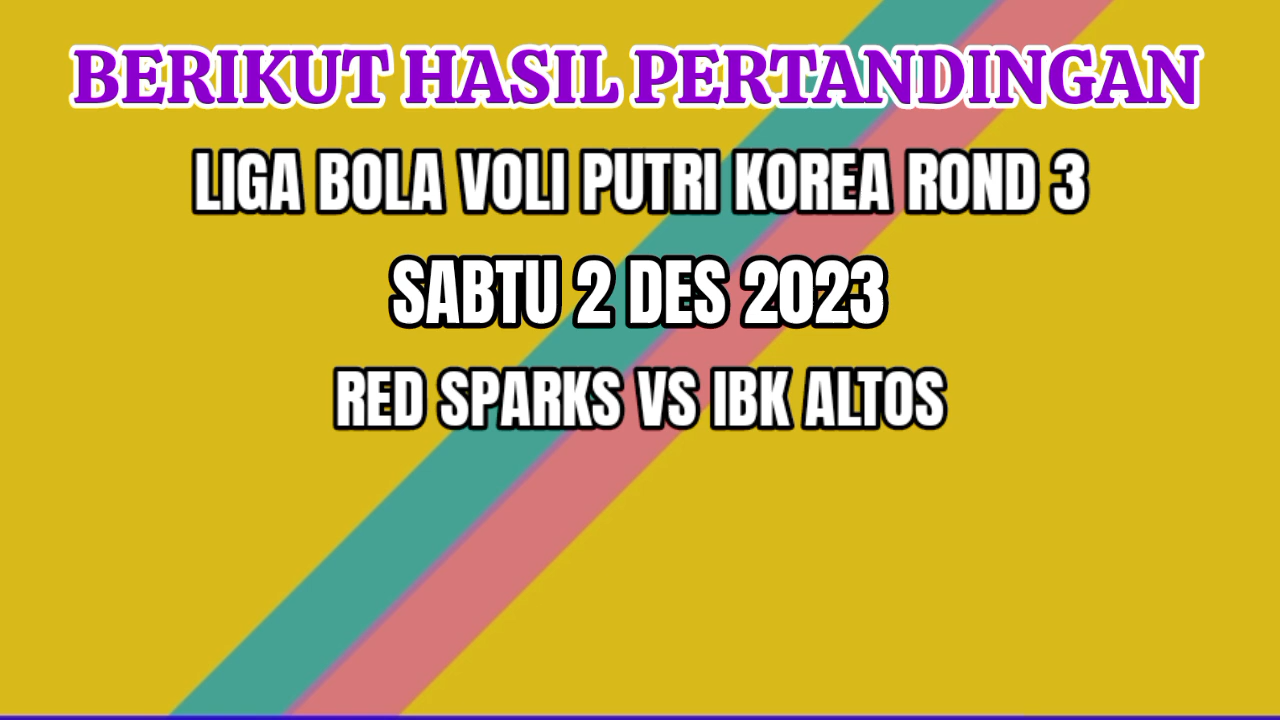 BERIKUT HASIL PERTANDINGAN
LIGA BOLA VOLI PUTRI KOREA ROND 3
SABTU 2 DES 2023
RED SPARKS VS IBK ALTOS